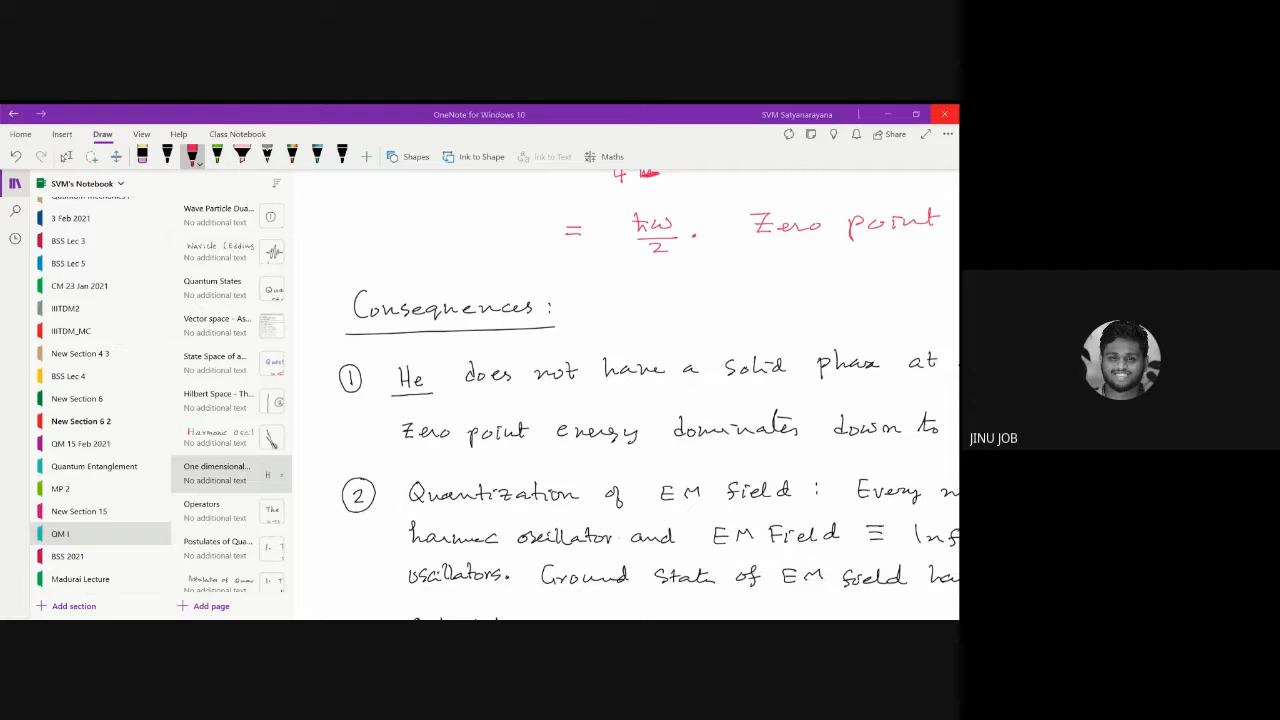 OneNote for Windows 10
SVM Satyanarayana
Home Insert Draw View Help Class Notebook
Share
Shapes Ink to Shape Ink to Text Maths
SVM's Notebook
3 Feb 2021
BSS Lec 3
BSS Lec 5
CM 23 Jan 2021
IIITDM2
IIITDM_MC
New Section 4 3
BSS Lec 4
New Section 6
New Section 6 2
QM 15 Feb 2021
Quantum Entanglement
MP 2
New Section 15
QM I
BSS 2021
Madurai Lecture
Add section
Wave Particle Dua...
No additional text
No additional text
Quantum States
No additional text
Vector space - As...
No additional text
State Space of a...
No additional text
Hilbert Space - Th...
No additional text
Harmonic Oscil
No additional text
One dimensional...
No additional text
Operators
No additional text
Postulates of Qua...
No additional text
No additional text
Add page
= ħω/2 . Zero point
Consequences:
① He does not have a solid phase at
Zero point energy dominates down to
② Quantization of EM field : Every
harmonic oscillator and EM Field ≡ Inf
oscillators. Ground state of EM field ha
JINU JOB